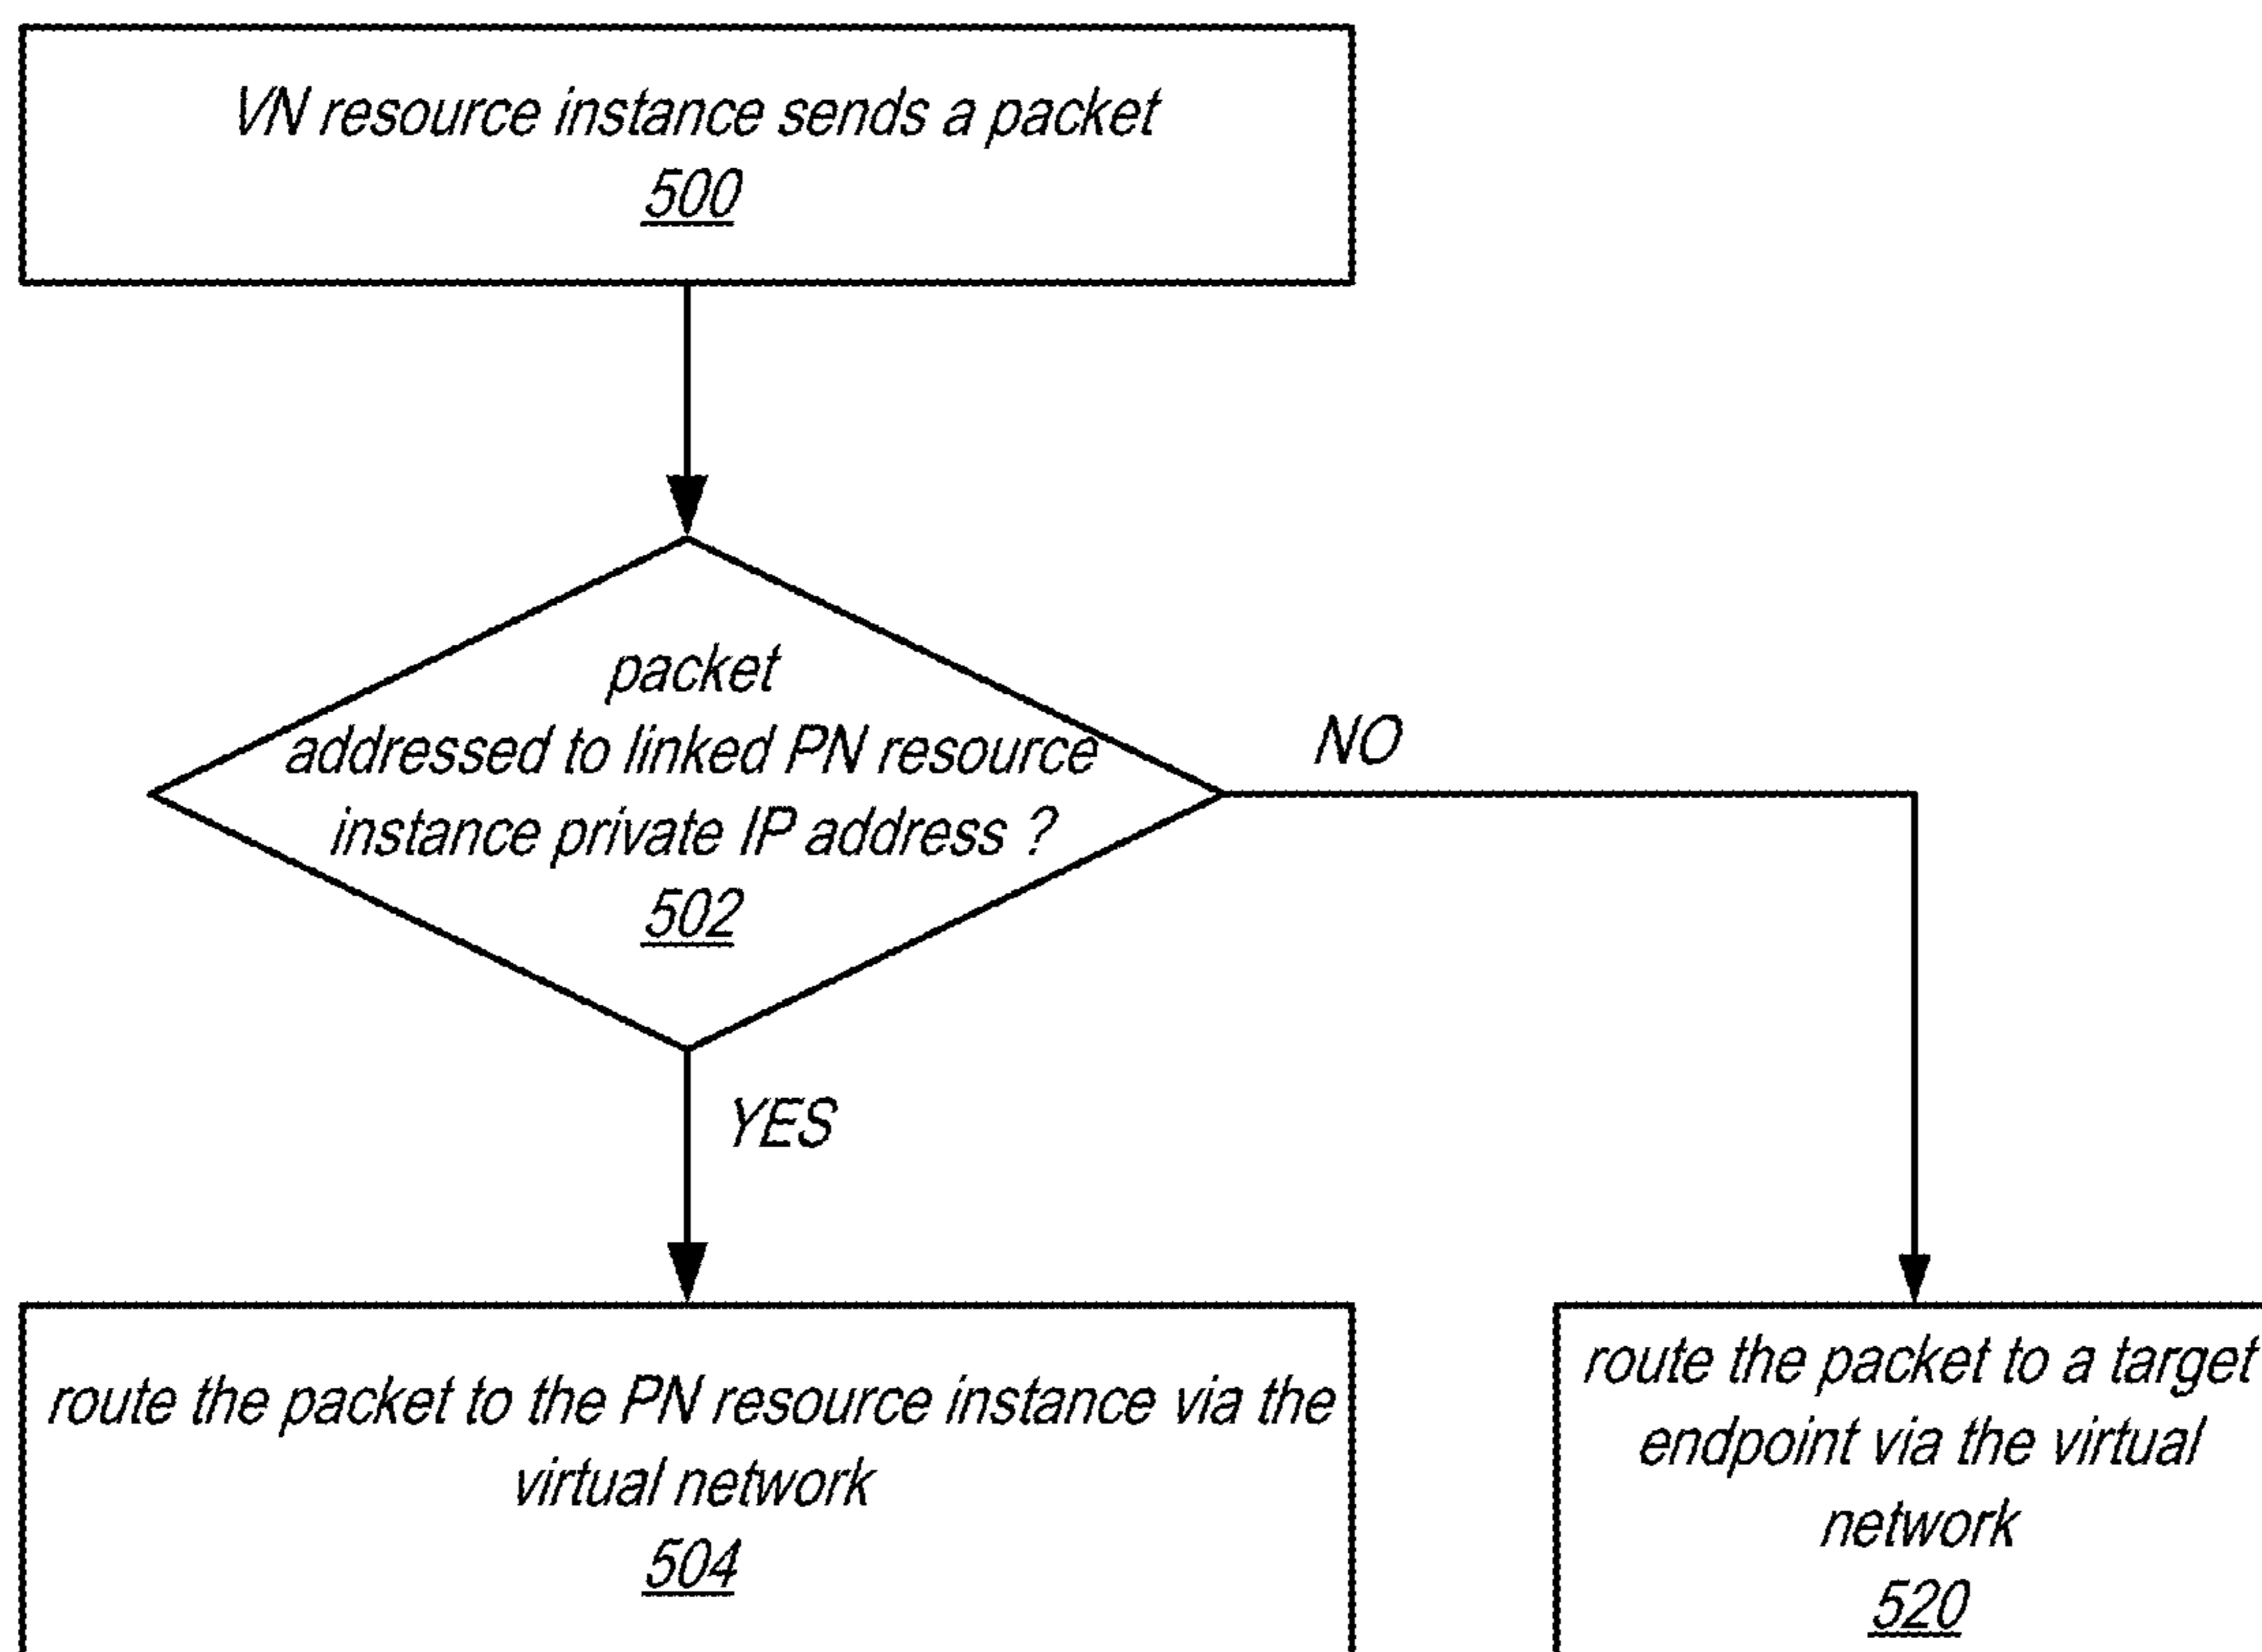 VN resource instance sends a packet
500
packet
addressed to linked PN resource
instance private IP address ?
502
NO
YES
route the packet to the PN resource instance via the
virtual network
504
route the packet to a target
endpoint via the virtual
network
520